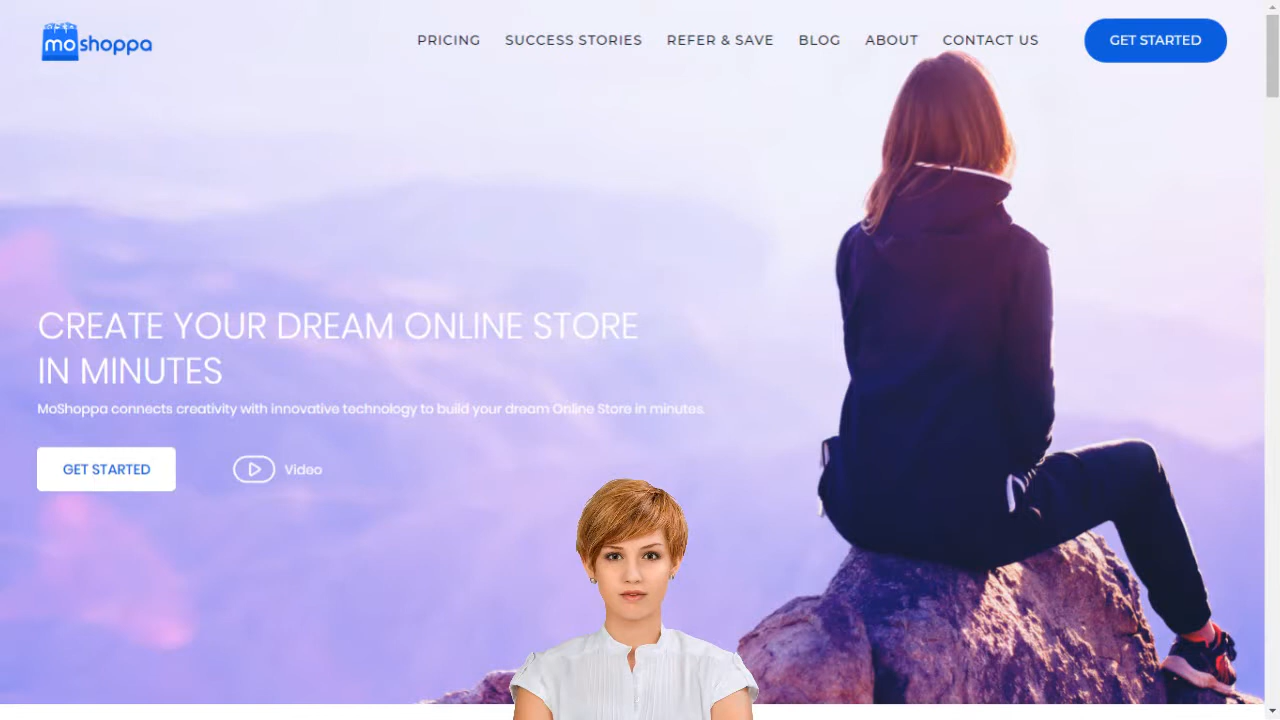 moshoppa
PRICING SUCCESS STORIES REFER & SAVE BLOG ABOUT CONTACT US GET STARTED
CREATE YOUR DREAM ONLINE STORE
IN MINUTES
MoShoppa connects creativity with innovative technology to build your dream Online Store in minutes.
GET STARTED Video